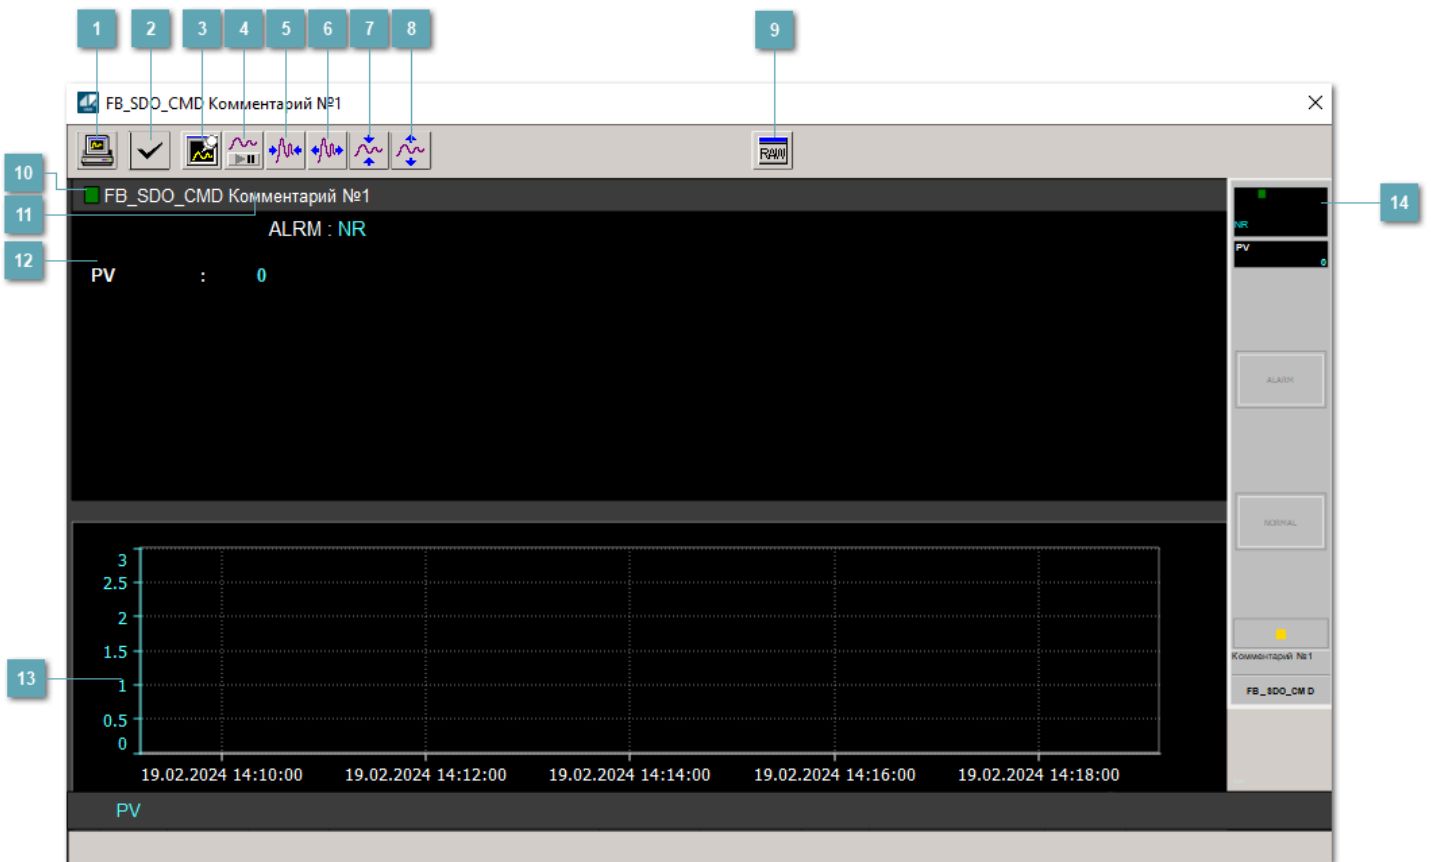 1 2 3 4 5 6 7 8 9
FB_SDO_CMD Комментарий №1
RAW
10
FB_SDO_CMD Комментарий №1
11
ALRM : NR
12
PV : 0
14
NR
PV
0
ALARM
NORMAL
Комментарий №1
FB_SDO_CMD
3
2.5
2
1.5
13
1
0.5
0
19.02.2024 14:10:00 19.02.2024 14:12:00 19.02.2024 14:14:00 19.02.2024 14:16:00 19.02.2024 14:18:00
PV